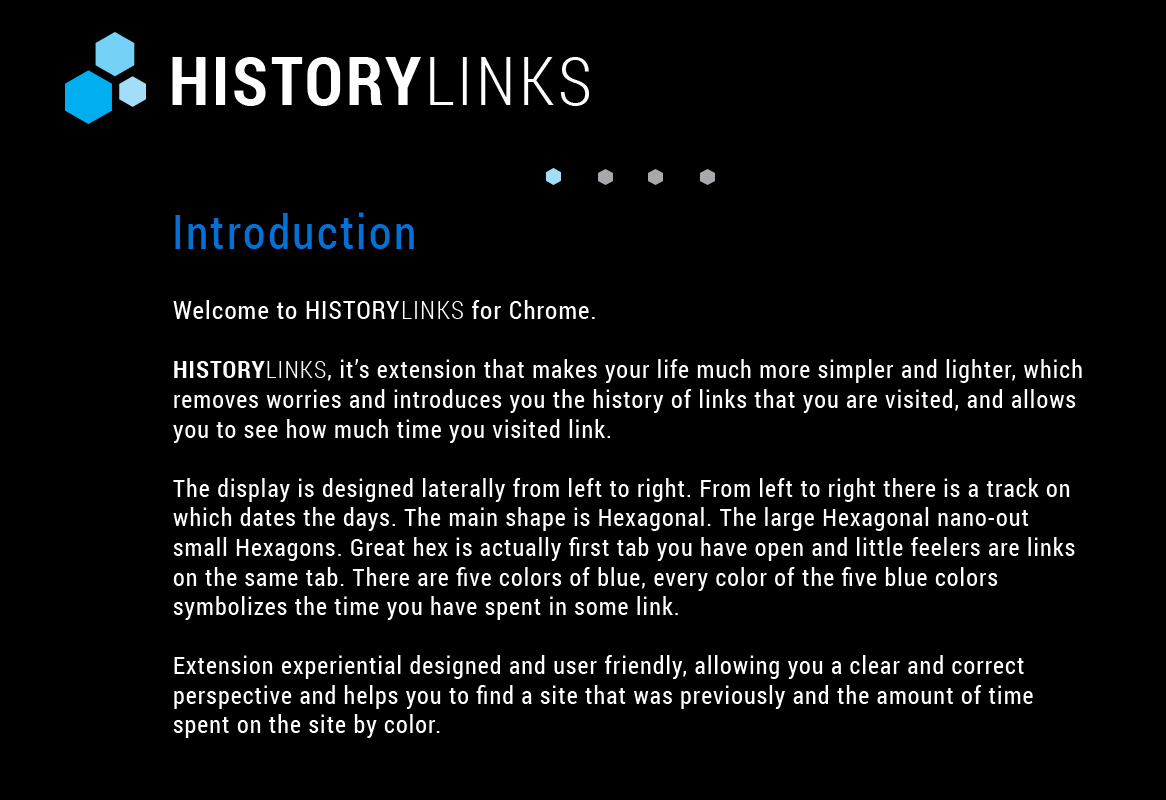 HISTORYLINKS
Introduction
Welcome to HISTORYLINKS for Chrome.
HISTORYLINKS, it’s extension that makes your life much more simpler and lighter, which
removes worries and introduces you the history of links that you are visited, and allows
you to see how much time you visited link.
The display is designed laterally from left to right. From left to right there is a track on
which dates the days. The main shape is Hexagonal. The large Hexagonal nano-out
small Hexagons. Great hex is actually first tab you have open and little feelers are links
on the same tab. There are five colors of blue, every color of the five blue colors
symbolizes the time you have spent in some link.
Extension experiential designed and user friendly, allowing you a clear and correct
perspective and helps you to find a site that was previously and the amount of time
spent on the site by color.